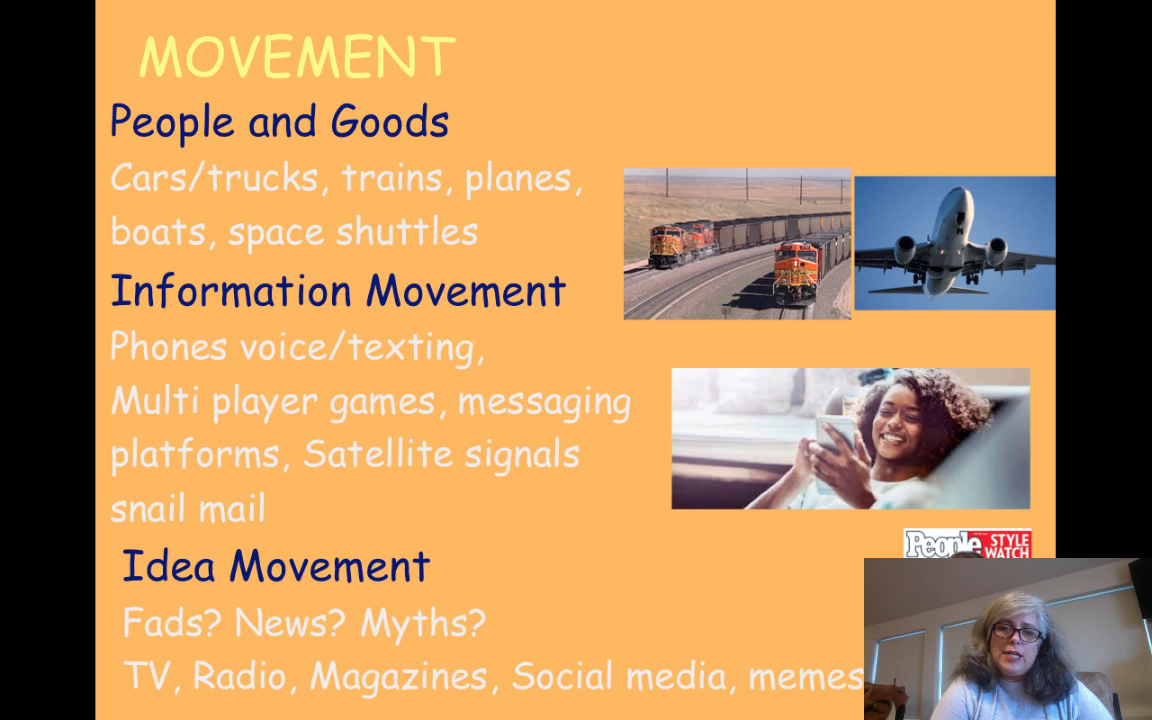 MOVEMENT
People and Goods
Cars/trucks, trains, planes,
boats, space shuttles
Information Movement
Phones voice/texting,
Multi player games, messaging
platforms, Satellite signals
snail mail
Idea Movement
Fads? News? Myths?
TV, Radio, Magazines, Social media, memes
People STYLE
WATCH